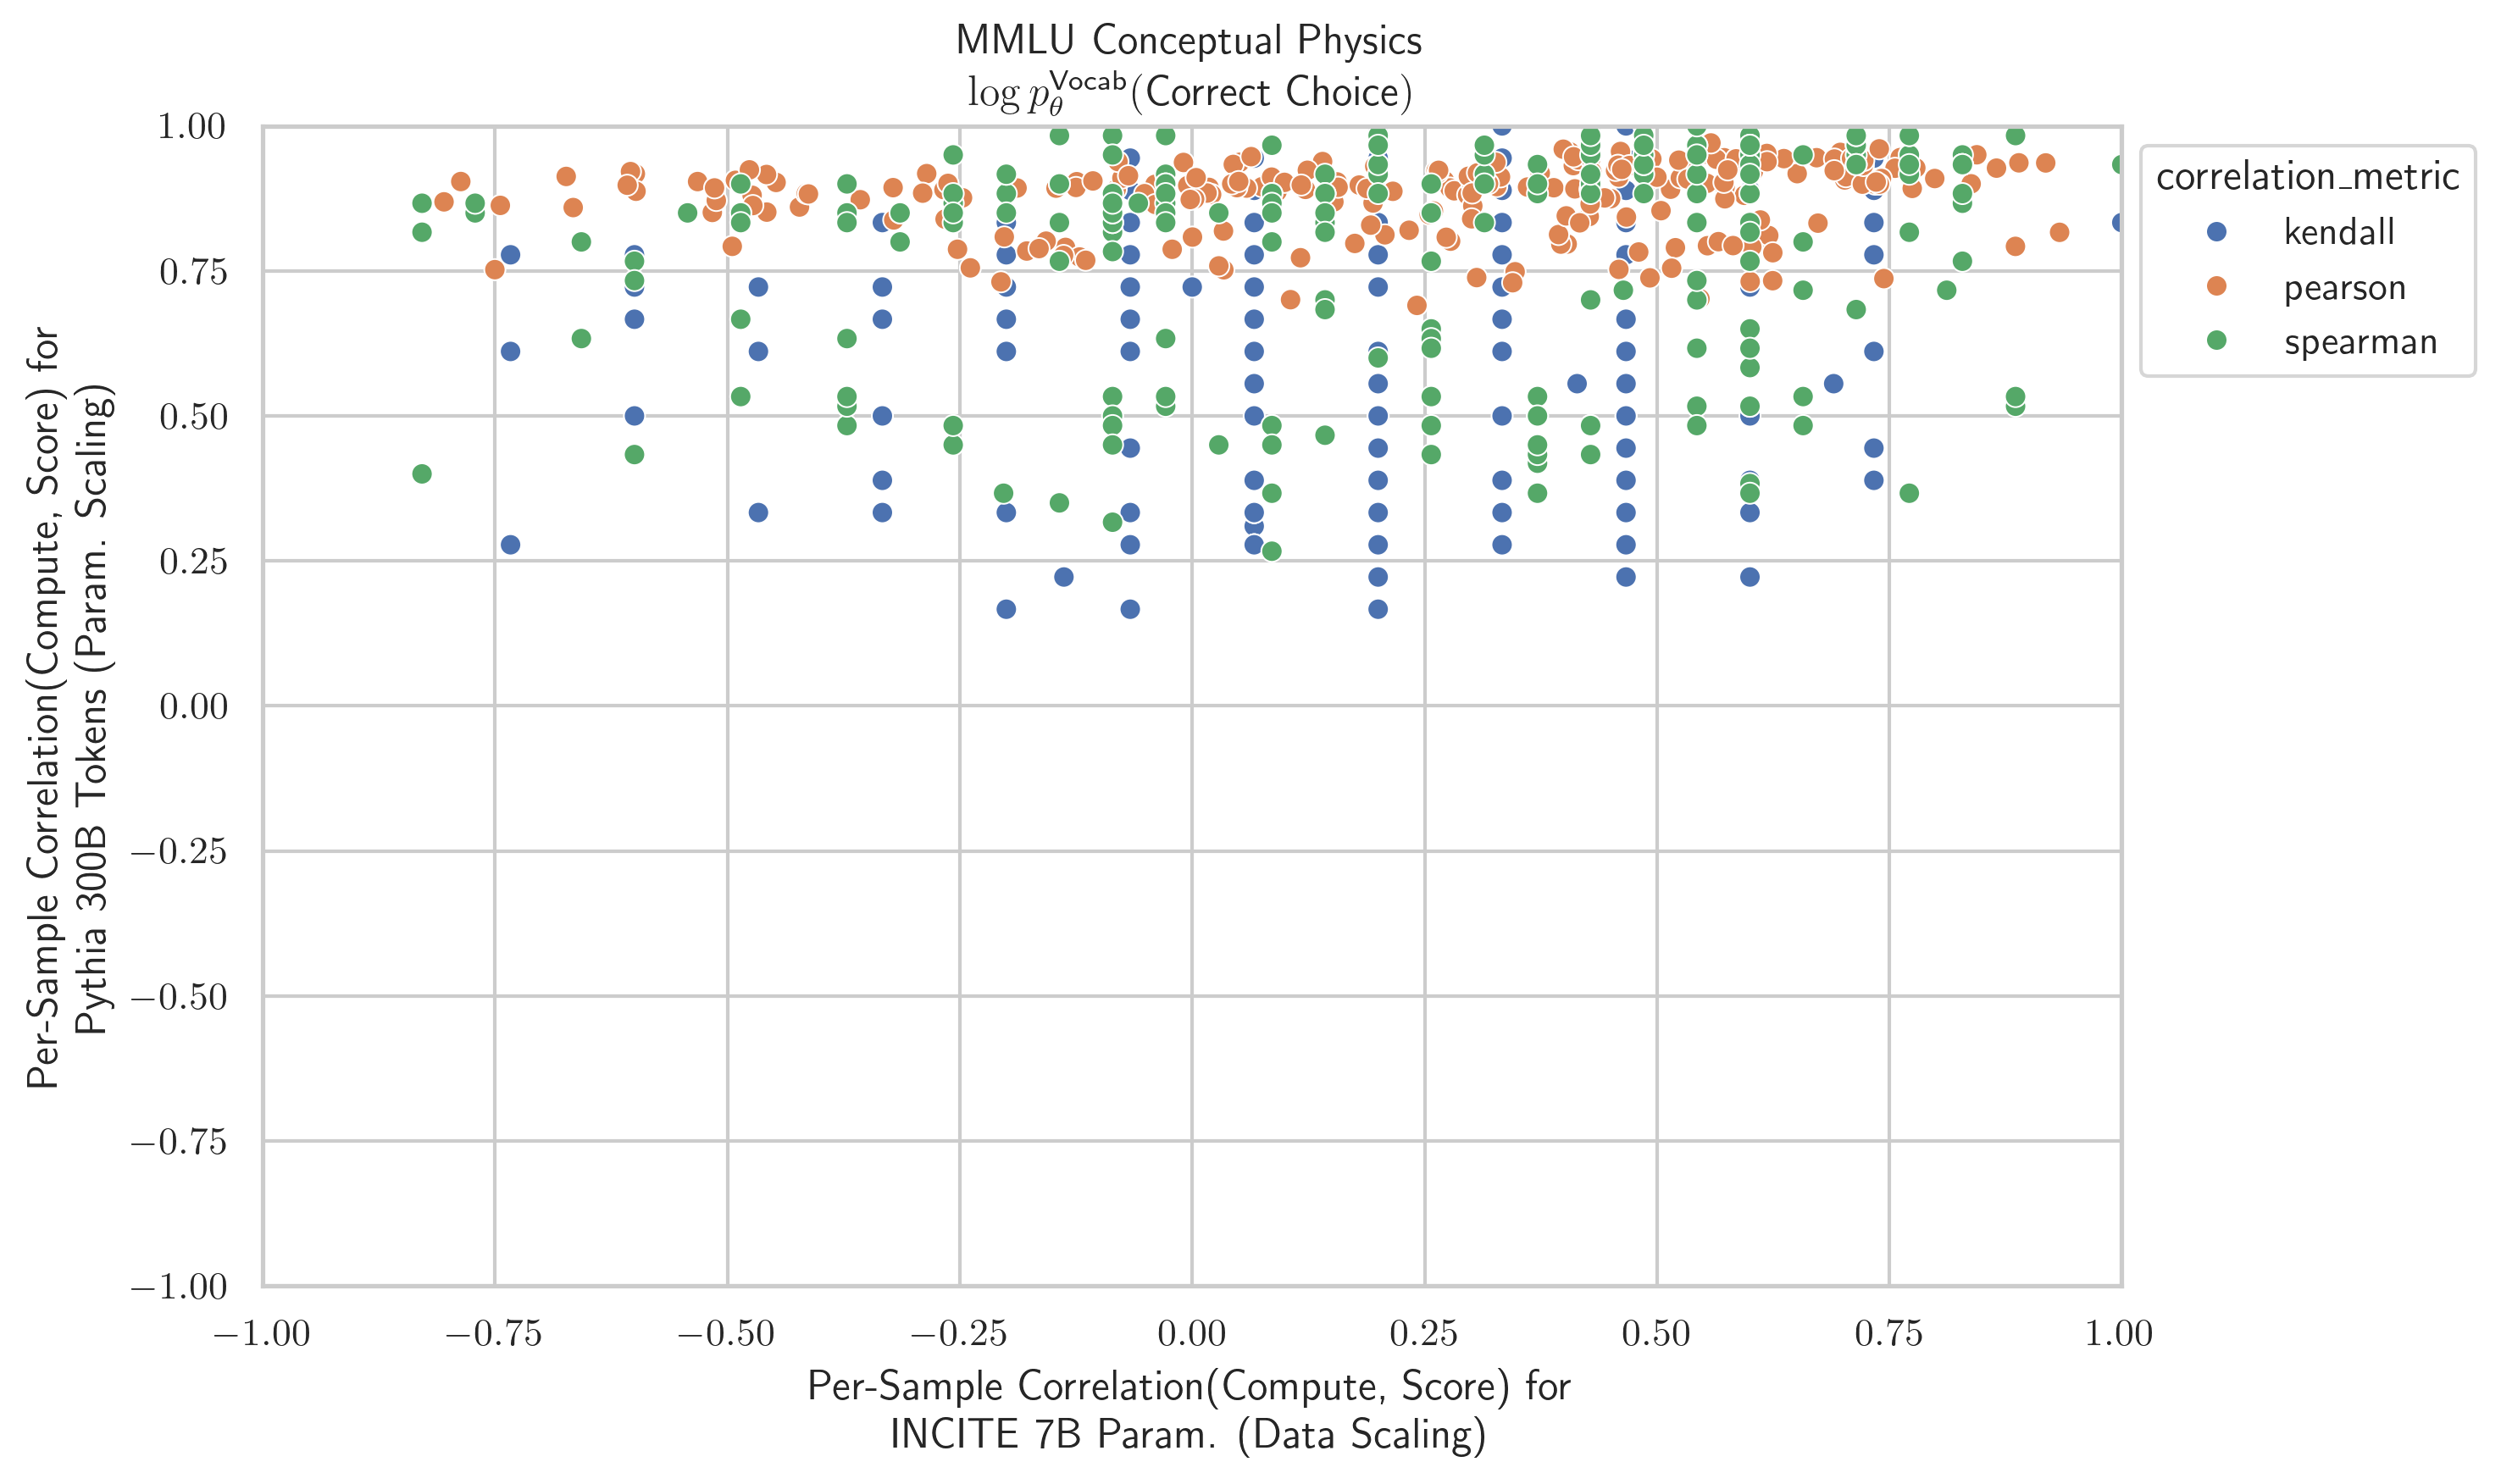 MMLU Conceptual Physics
log p_θ^Vocab(Correct Choice)
Per-Sample Correlation(Compute, Score) for
Pythia 300B Tokens (Param. Scaling)
1.00
0.75
0.50
0.25
0.00
−0.25
−0.50
−0.75
−1.00
−1.00 −0.75 −0.50 −0.25 0.00 0.25 0.50 0.75 1.00
Per-Sample Correlation(Compute, Score) for
INCITE 7B Param. (Data Scaling)
correlation_metric
kendall
pearson
spearman